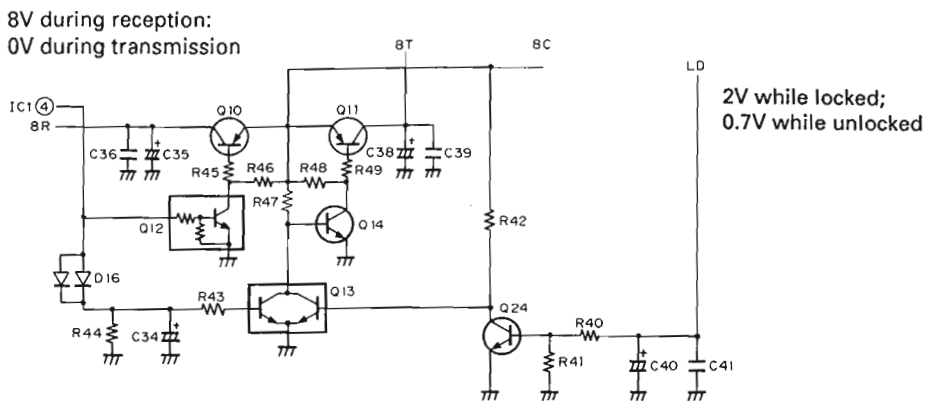 8V during reception:
0V during transmission
8T
8C
LD
2V while locked;
0.7V while unlocked
IC1 ④
8R
Q10
Q11
C36
C35
C38
C39
R45
R46
R48
R49
R47
Q12
Q14
R42
D16
R43
Q13
Q24
R40
R44
C34
R41
C40
C41